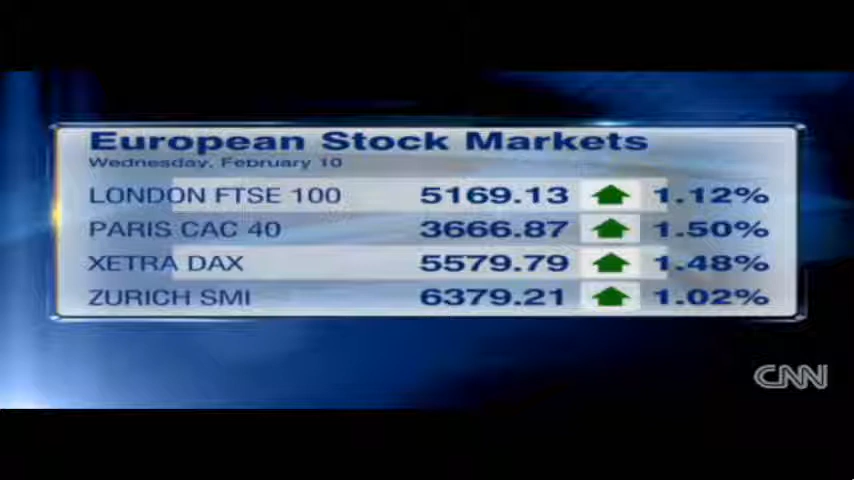 European Stock Markets
Wednesday, February 10
LONDON FTSE 100 5169.13 1.12%
PARIS CAC 40 3666.87 1.50%
XETRA DAX 5579.79 1.48%
ZURICH SMI 6379.21 1.02%
CNN